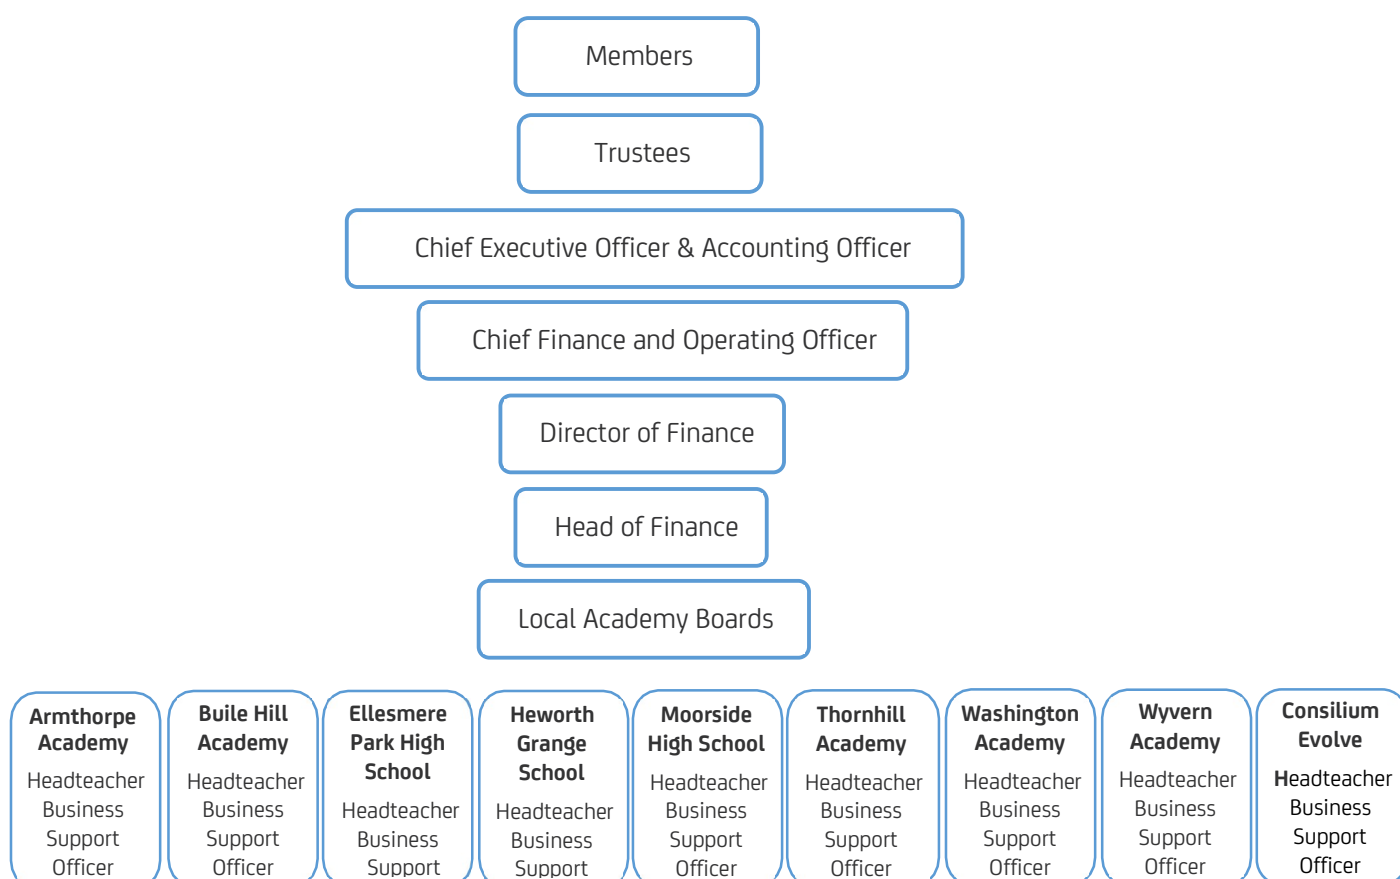 Members
Trustees
Chief Executive Officer & Accounting Officer
Chief Finance and Operating Officer
Director of Finance
Head of Finance
Local Academy Boards
Armthorpe
Academy
Headteacher
Business
Support
Officer
Buile Hill
Academy
Headteacher
Business
Support
Officer
Ellesmere
Park High
School
Headteacher
Business
Support
Heworth
Grange
School
Headteacher
Business
Support
Moorside
High School
Headteacher
Business
Support
Officer
Thornhill
Academy
Headteacher
Business
Support
Officer
Washington
Academy
Headteacher
Business
Support
Officer
Wyvern
Academy
Headteacher
Business
Support
Officer
Consilium
Evolve
Headteacher
Business
Support
Officer